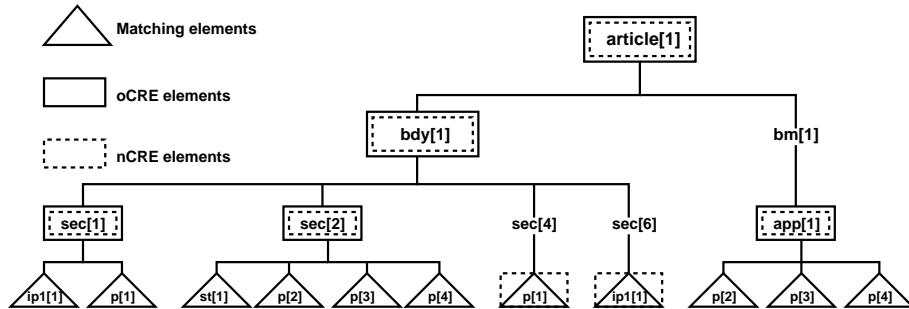 Matching elements
article[1]
oCRE elements
bdy[1]
bm[1]
nCRE elements
sec[1]
sec[2]
sec[4]
sec[6]
app[1]
ip1[1]
p[1]
st[1]
p[2]
p[3]
p[4]
p[1]
ip1[1]
p[2]
p[3]
p[4]